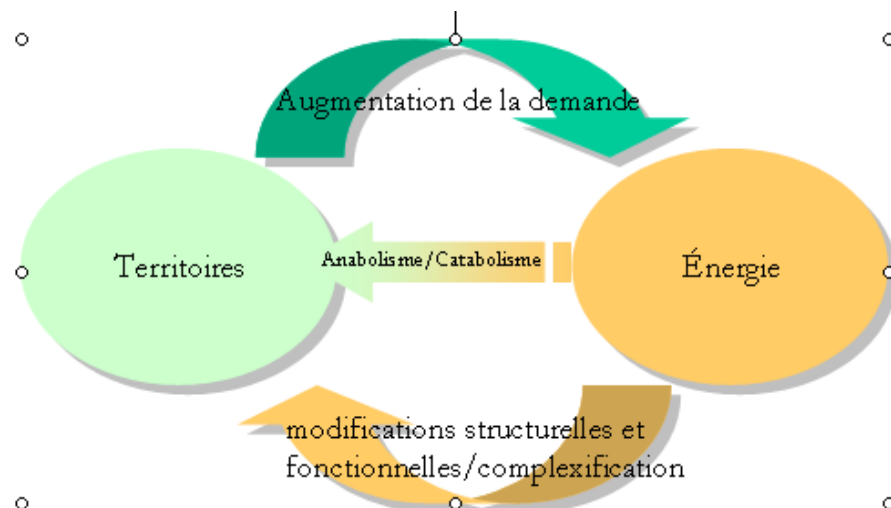 Augmentation de la demande
Territoires
Anabolisme/Catabolisme
Énergie
modifications structurelles et
fonctionnelles/complexification